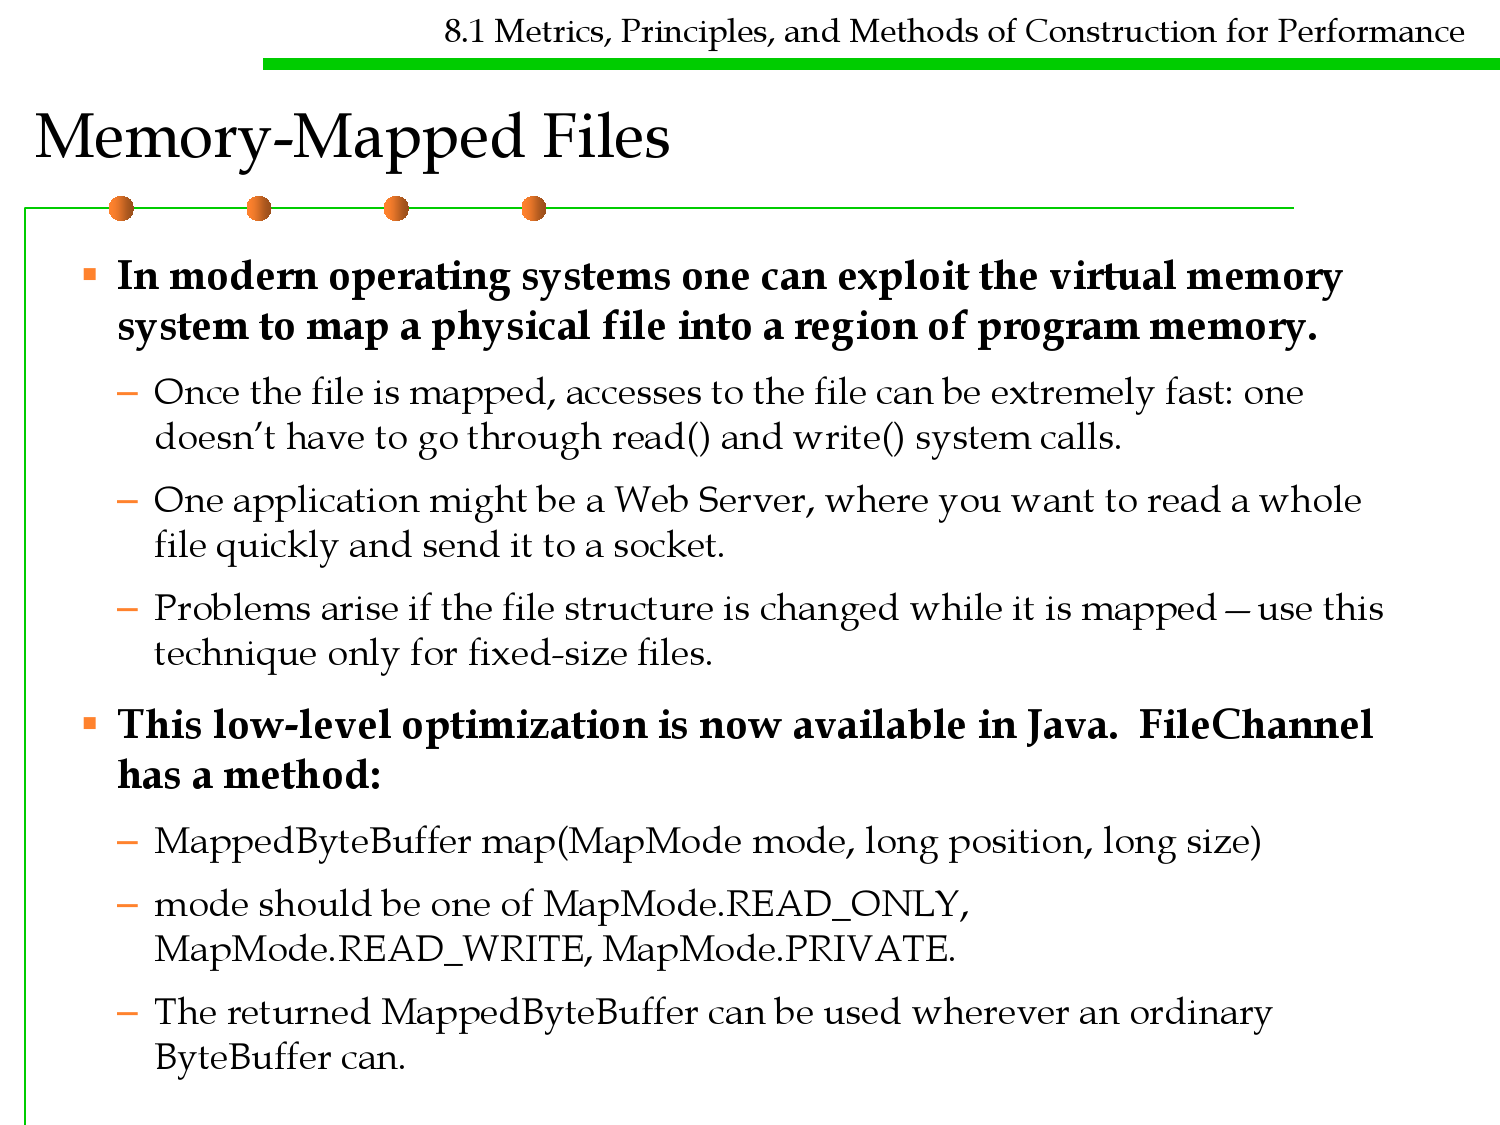 8.1 Metrics, Principles, and Methods of Construction for Performance
Memory-Mapped Files
▪ In modern operating systems one can exploit the virtual memory
system to map a physical file into a region of program memory.
– Once the file is mapped, accesses to the file can be extremely fast: one
doesn’t have to go through read() and write() system calls.
– One application might be a Web Server, where you want to read a whole
file quickly and send it to a socket.
– Problems arise if the file structure is changed while it is mapped—use this
technique only for fixed-size files.
▪ This low-level optimization is now available in Java.  FileChannel
has a method:
– MappedByteBuffer map(MapMode mode, long position, long size)
– mode should be one of MapMode.READ_ONLY,
MapMode.READ_WRITE, MapMode.PRIVATE.
– The returned MappedByteBuffer can be used wherever an ordinary
ByteBuffer can.